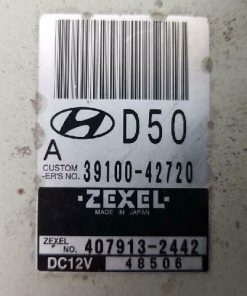 D50
A
CUSTOM
-ER'S NO. 39100-42720
·ZEXEL·
MADE IN JAPAN
ZEXEL
NO. 407913-2442
DC12V 48506